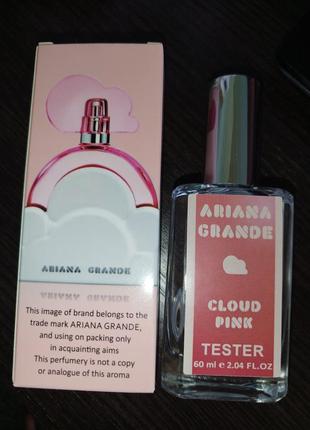 ARIANA GRANDE
ARIANA GRANDE
This image of brand belongs to the
trade mark ARIANA GRANDE,
and using on packing only
in acquainting aims
This perfumery is not a copy
or analogue of this aroma
ARIANA
GRANDE
CLOUD
PINK
TESTER
60 ml e 2.04 FL.OZ